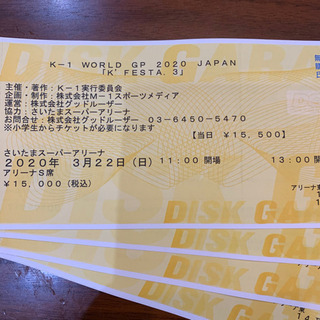 K-1 WORLD GP 2020 JAPAN
「K'FESTA.3」
主催・著作：K-1実行委員会
企画・制作：株式会社M-1スポーツメディア
運営：株式会社グッドルーザー
協力：さいたまスーパーアリーナ
お問合せ：株式会社グッドルーザー 03-6450-5470
※小学生からチケットが必要になります。
【当日 ¥15,500】
さいたまスーパーアリーナ
2020年 3月22日(日) 11:00 開場 13:00 開
アリーナS席
¥15,000(税込)
アリーナ東
DISK GA